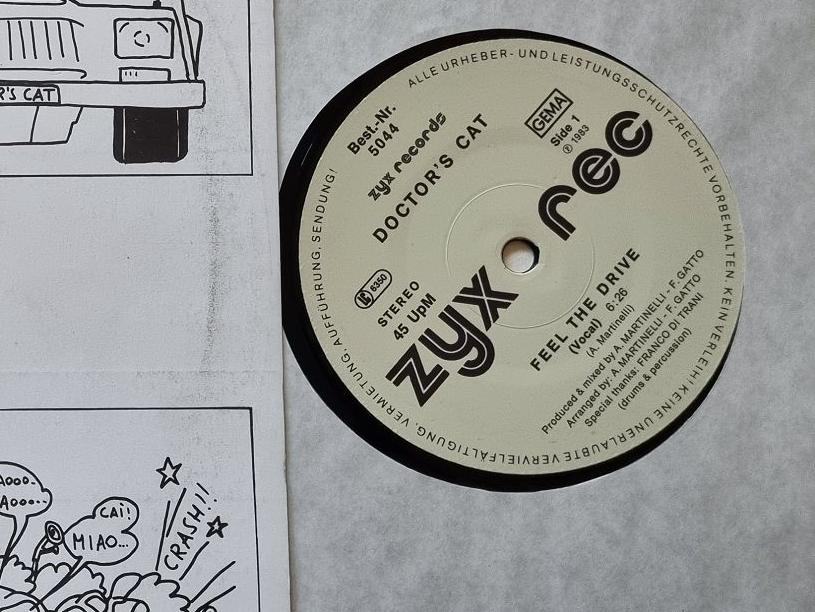 R'S CAT
AOOO-
AOOO--
CAI!
MIAO...
CRASH!!
ALLE URHEBER- UND LEISTUNGSSCHUTZRECHTE VORBEHALTEN. KEIN VERLEIH! KEINE UNERLAUBTE VERVIELFÄLTIGUNG, VERMIETUNG, AUFFÜHRUNG, SENDUNG!
Best.-Nr.
5044
zyx records
DOCTOR'S CAT
GEMA
Side 1
Ⓟ 1983
LC 6350
STEREO
45 UpM
zyx rec
FEEL THE DRIVE
(Vocal) 6:26
(A. Martinelli)
Produced & mixed by A. MARTINELLI - F. GATTO
Arranged by: A. MARTINELLI - F. GATTO
Special thanks: FRANCO DI TRANI
(drums & percussion)